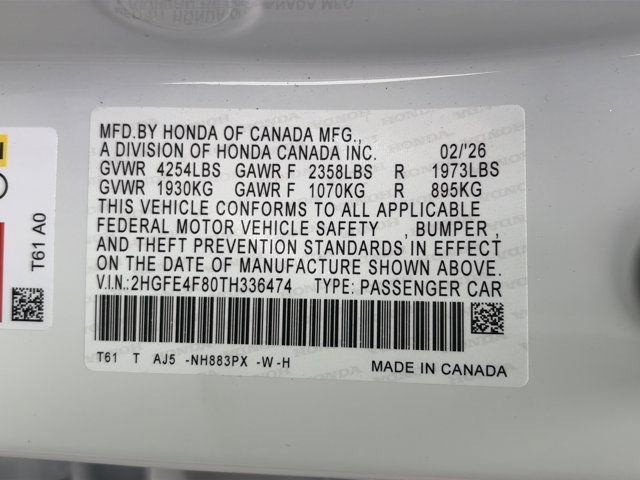 MFD.BY HONDA OF CANADA MFG.,
A DIVISION OF HONDA CANADA INC. 02/'26
GVWR 4254LBS GAWR F 2358LBS R 1973LBS
GVWR 1930KG GAWR F 1070KG R 895KG
THIS VEHICLE CONFORMS TO ALL APPLICABLE
FEDERAL MOTOR VEHICLE SAFETY , BUMPER ,
AND THEFT PREVENTION STANDARDS IN EFFECT
ON THE DATE OF MANUFACTURE SHOWN ABOVE.
V.I.N.:2HGFE4F80TH336474 TYPE: PASSENGER CAR
T61 T AJ5 -NH883PX -W-H
MADE IN CANADA
T61 A0